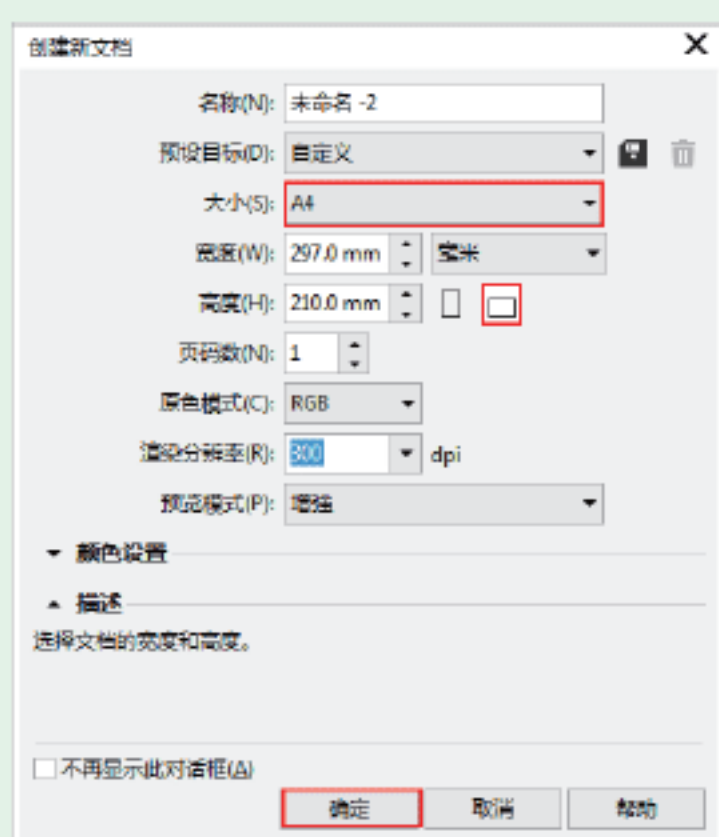 创建新文档
名称(N): 未命名 -2
预设目标(D): 自定义
大小(S): A4
宽度(W): 297.0 mm 毫米
高度(H): 210.0 mm
页码数(N): 1
原色模式(C): RGB
渲染分辨率(R): 300 dpi
预览模式(P): 增强
颜色设置
描述
选择文档的宽度和高度。
不再显示此对话框(A)
确定 取消 帮助